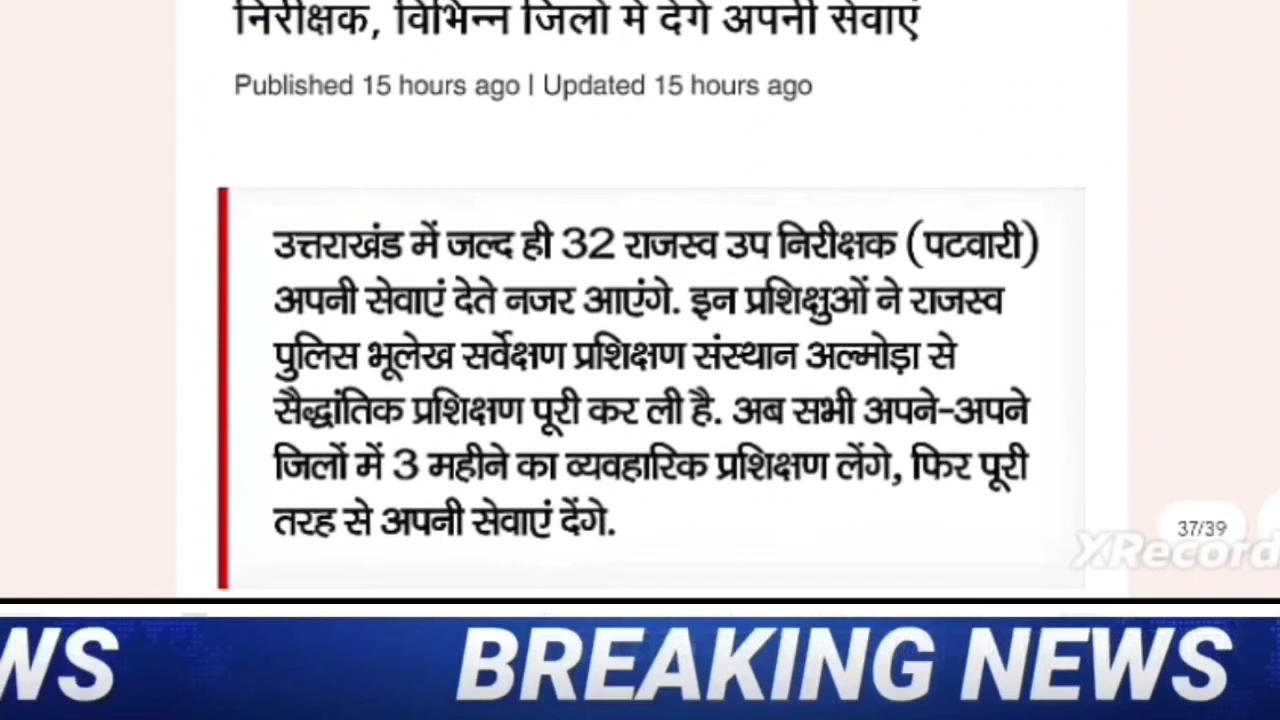 निरीक्षक, विभिन्न जिलों में देंगे अपनी सेवाएं
Published 15 hours ago | Updated 15 hours ago
उत्तराखंड में जल्द ही 32 राजस्व उप निरीक्षक (पटवारी)
अपनी सेवाएं देते नजर आएंगे. इन प्रशिक्षुओं ने राजस्व
पुलिस भूलेख सर्वेक्षण प्रशिक्षण संस्थान अल्मोड़ा से
सैद्धांतिक प्रशिक्षण पूरी कर ली है. अब सभी अपने-अपने
जिलों में 3 महीने का व्यवहारिक प्रशिक्षण लेंगे, फिर पूरी
तरह से अपनी सेवाएं देंगे.
37/39
XRecord
WS BREAKING NEWS